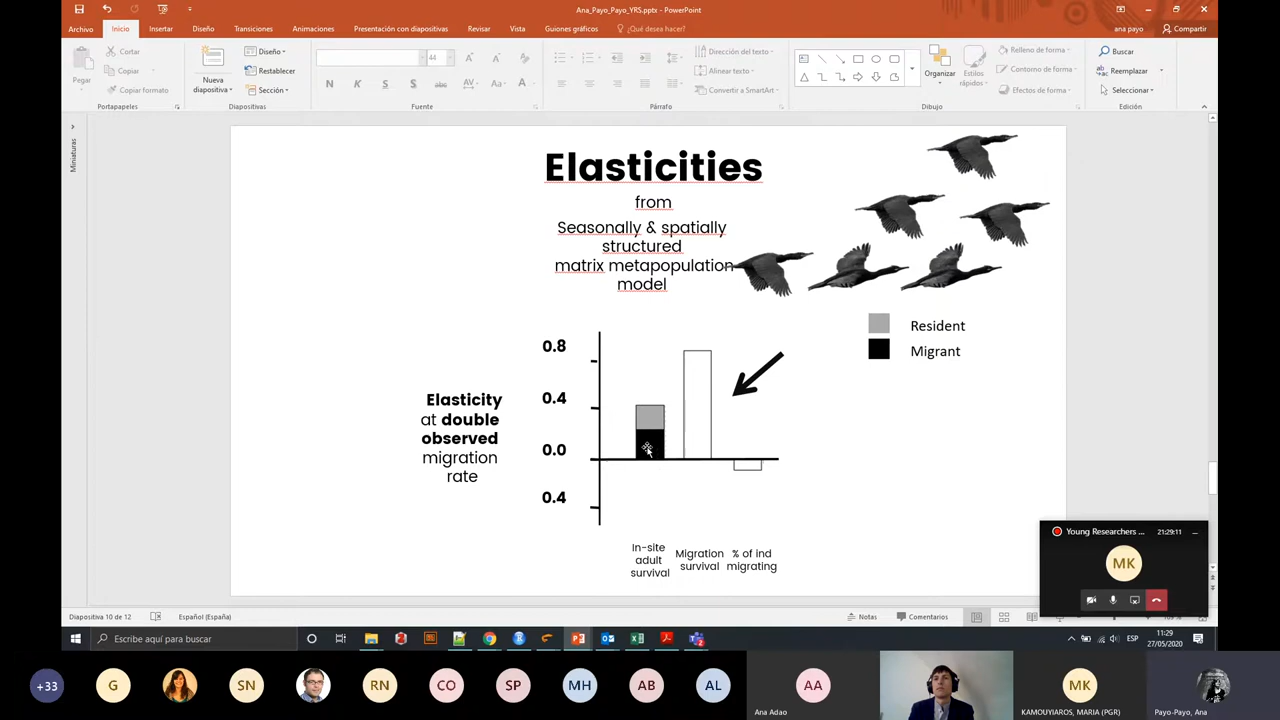 Ana_Payo_Payo_YRS.pptx - PowerPoint
Archivo Inicio Insertar Diseño Transiciones Animaciones Presentación con diapositivas Revisar Vista Guiones gráficos ¿Qué desea hacer? ana payo Compartir
Pegar
Cortar
Copiar
Copiar formato
Portapapeles
Nueva
diapositiva
Diseño
Restablecer
Sección
Diapositivas
44
N K S S AV Aa A
Fuente
Dirección del texto
Alinear texto
Convertir a SmartArt
Párrafo
Organizar
Estilos
rápidos
Relleno de forma
Contorno de forma
Efectos de forma
Dibujo
Buscar
Reemplazar
Seleccionar
Edición
Miniaturas
Elasticities
from
Seasonally & spatially
structured
matrix metapopulation
model
Resident
Migrant
0.8
0.4
0.0
0.4
Elasticity
at double
observed
migration
rate
In-site
adult
survival
Migration
survival
% of ind
migrating
Young Researchers ... 21:29:11
MK
Diapositiva 10 de 12 Español (España) Notas Comentarios
Escribe aquí para buscar
ESP
11:29
27/05/2020
+33 G SN RN CO SP MH AB AL AA MK
Ana Adao
KAMOUYIAROS, MARIA (PGR)
Payo-Payo, Ana